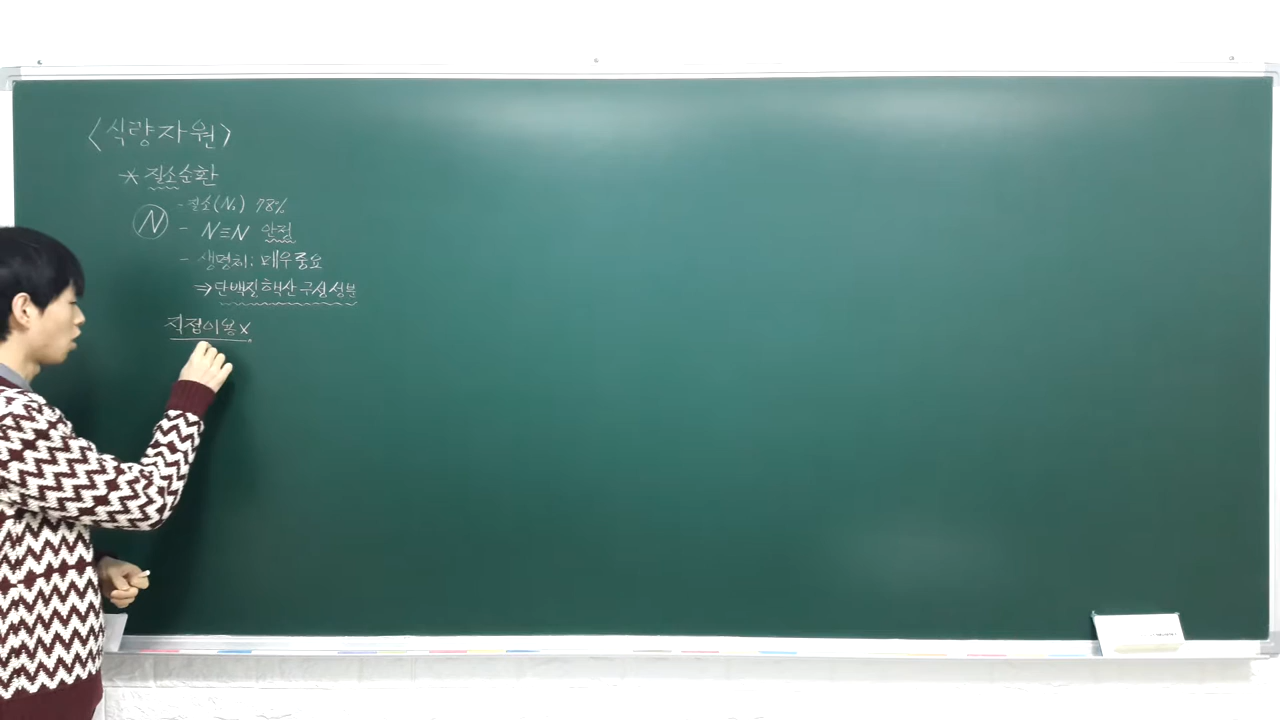 <식량자원>
* 질소순환
N
- 질소(N₂) 78%
- N≡N 안정
- 생명체: 매우중요
⇒ 단백질 핵산 구성성분
직접이용 x